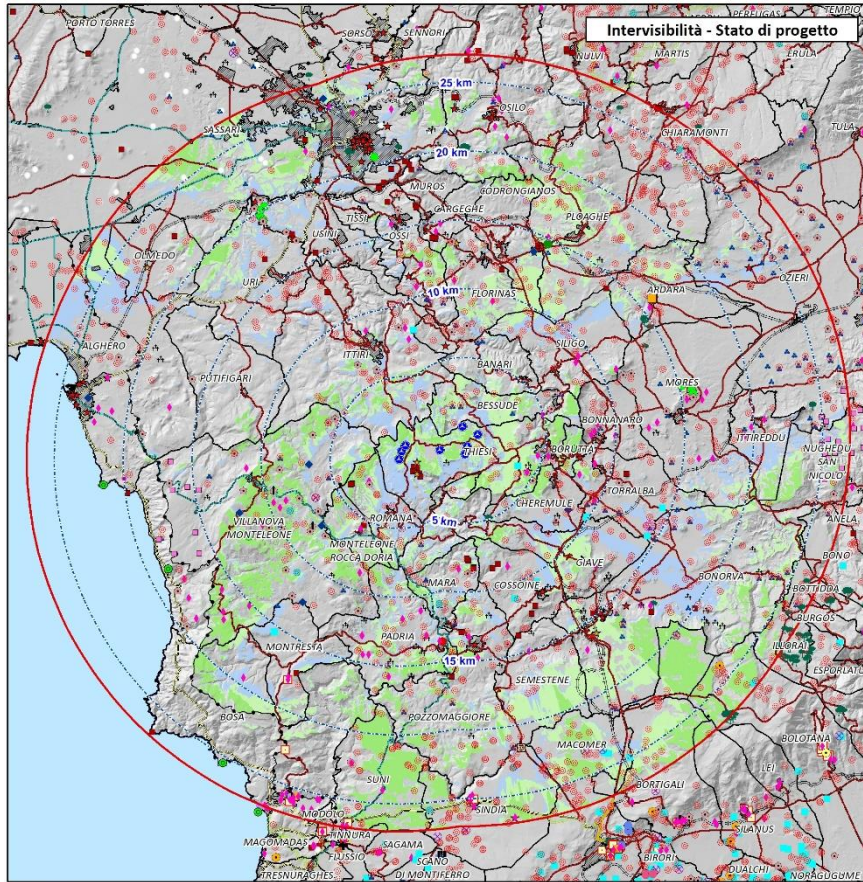 Intervisibilità - Stato di progetto
PORTO TORRES
SORSO
SENNORI
PERFUGAS
TEMPIO
NULVI
MARTIS
ERULA
25 km
OSILO
SASSARI
CHIARAMONTI
TULA
20 km
MUROS
CODRONGIANOS
CARGEGHE
PLOAGHE
TISSI
USINI
OSSI
OLMEDO
URI
OZIERI
10 km
FLORINAS
ARDARA
ALGHERO
ITTIRI
SILIGO
BANARI
PUTIFIGARI
MORES
BESSUDE
BONNANARO
ITTIREDDU
THIESI
BORUTTA
NUGHEDU
SAN
NICOLO'
TORRALBA
CHEREMULE
VILLANOVA
MONTELEONE
ROMANA
5 km
ANELA
MONTELEONE
ROCCA DORIA
GIAVE
BONO
MARA
COSSOINE
BONORVA
BOTTIDDA
BURGOS
PADRIA
MONTRESTA
ILLORAI
15 km
ESPORLATU
SEMESTENE
BOSA
POZZOMAGGIORE
BOLOTANA
MACOMER
LEI
SUNI
BORTIGALI
SINDIA
MODOLO
SILANUS
MAGOMADAS
TINNURA
SAGAMA
FLUSSIO
BIRORI
SCANO
DI MONTIFERRO
DUALCHI
TRESNURAGHES
NORAGUGUME